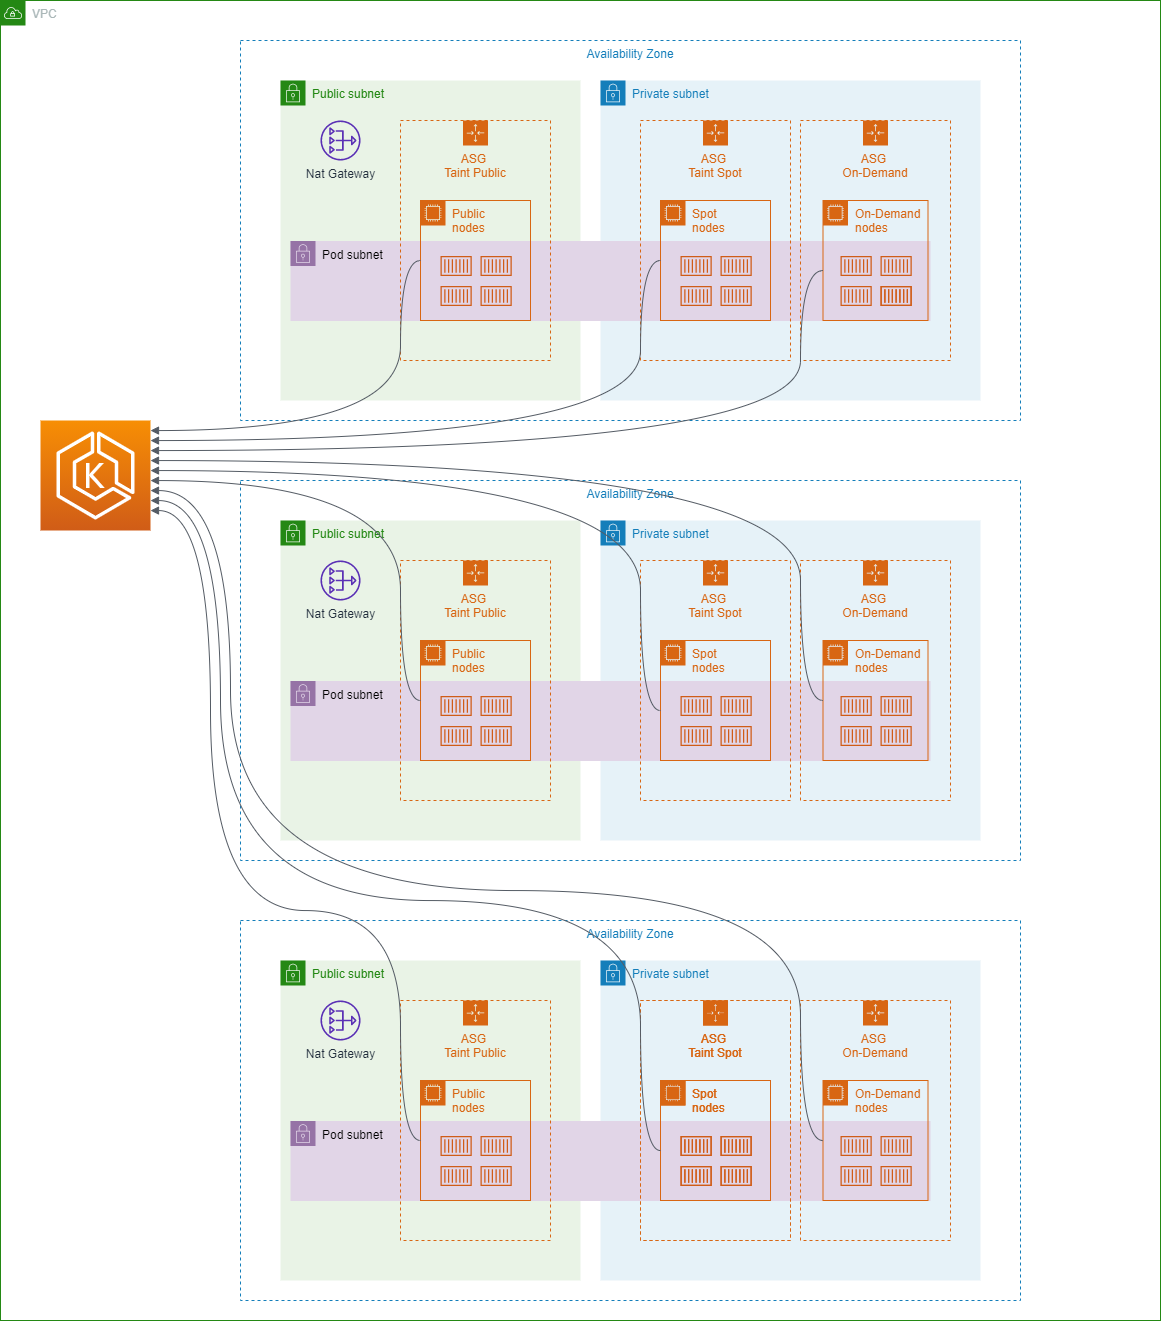 VPC
Availability Zone
Public subnet
Private subnet
Nat Gateway
ASG
Taint Public
ASG
Taint Spot
ASG
On-Demand
Public
nodes
Spot
nodes
On-Demand
nodes
Pod subnet
K
Availability Zone
Public subnet
Private subnet
Nat Gateway
ASG
Taint Public
ASG
Taint Spot
ASG
On-Demand
Public
nodes
Spot
nodes
On-Demand
nodes
Pod subnet
Availability Zone
Public subnet
Private subnet
Nat Gateway
ASG
Taint Public
ASG
Taint Spot
ASG
On-Demand
Public
nodes
Spot
nodes
On-Demand
nodes
Pod subnet